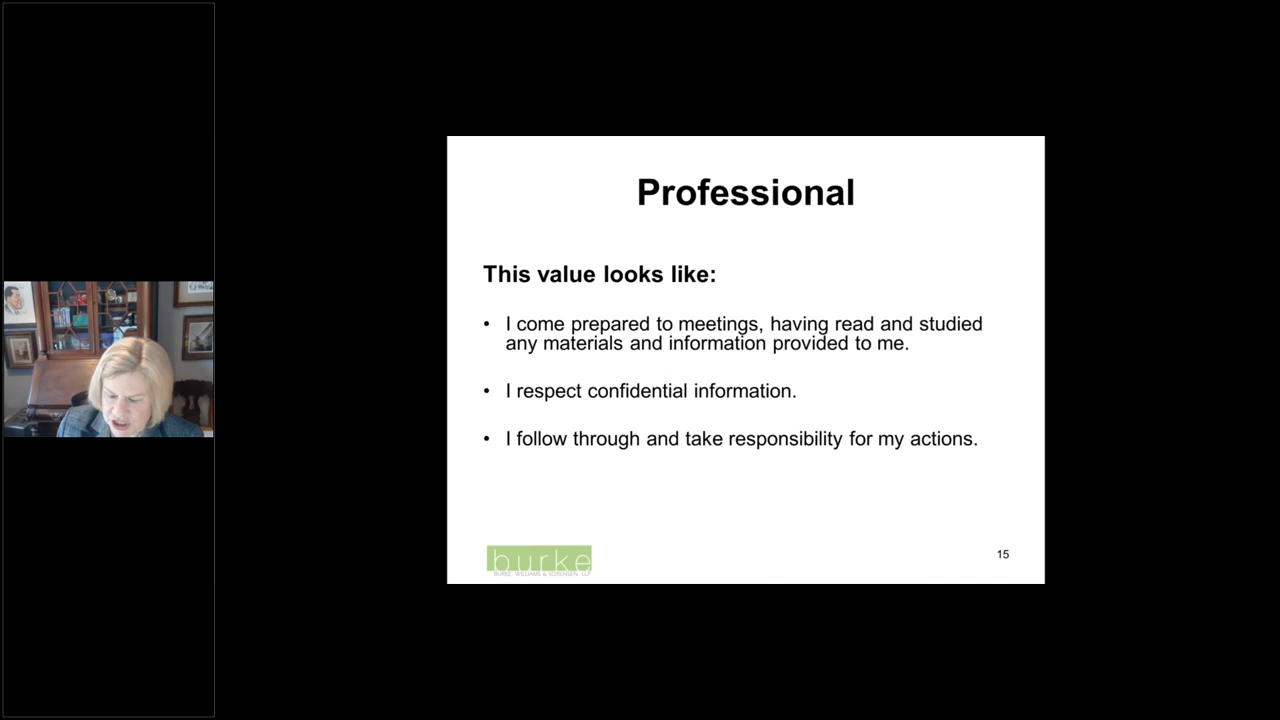 Professional
This value looks like:
• I come prepared to meetings, having read and studied
any materials and information provided to me.
• I respect confidential information.
• I follow through and take responsibility for my actions.
burke
BURKE, WILLIAMS & SORENSEN, LLP
15